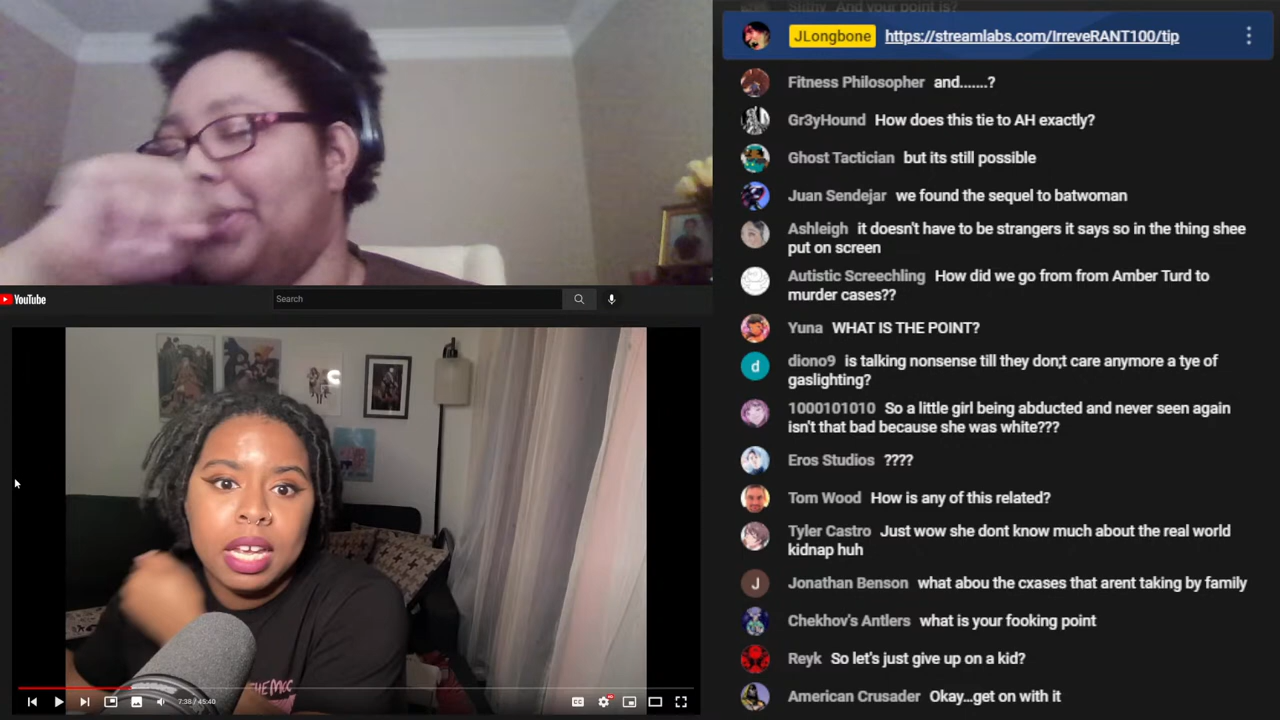 Sidhy And your point is?
JLongbone https://streamlabs.com/IrreveRANT100/tip
Fitness Philosopher and.......?
Gr3yHound How does this tie to AH exactly?
Ghost Tactician but its still possible
Juan Sendejar we found the sequel to batwoman
Ashleigh it doesn't have to be strangers it says so in the thing shee
put on screen
Autistic Screechling How did we go from from Amber Turd to
murder cases??
Yuna WHAT IS THE POINT?
diono9 is talking nonsense till they don;t care anymore a tye of
gaslighting?
1000101010 So a little girl being abducted and never seen again
isn't that bad because she was white???
Eros Studios ????
Tom Wood How is any of this related?
Tyler Castro Just wow she dont know much about the real world
kidnap huh
J Jonathan Benson what abou the cxases that arent taking by family
Chekhov's Antlers what is your fooking point
Reyk So let's just give up on a kid?
American Crusader Okay...get on with it
YouTube
Search
7:38 / 45:40